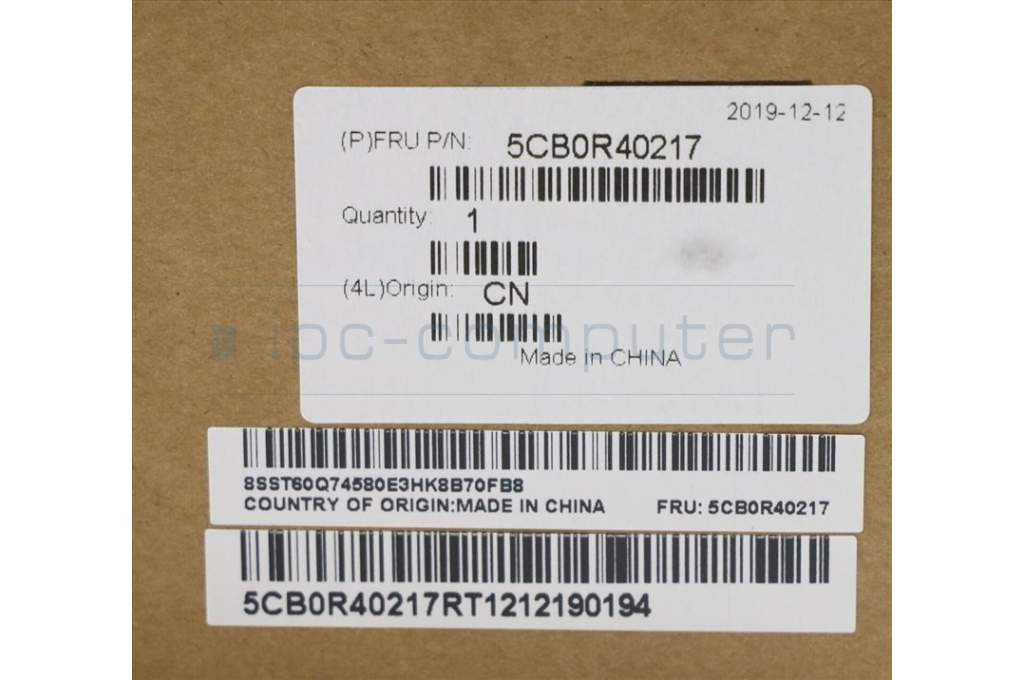 2019-12-12
(P)FRU P/N: 5CB0R40217
Quantity: 1
(4L)Origin: CN
ipc-computer
Made in CHINA
8SST60Q74580E3HK8B70FB8
COUNTRY OF ORIGIN:MADE IN CHINA FRU: 5CB0R40217
5CB0R40217RT1212190194